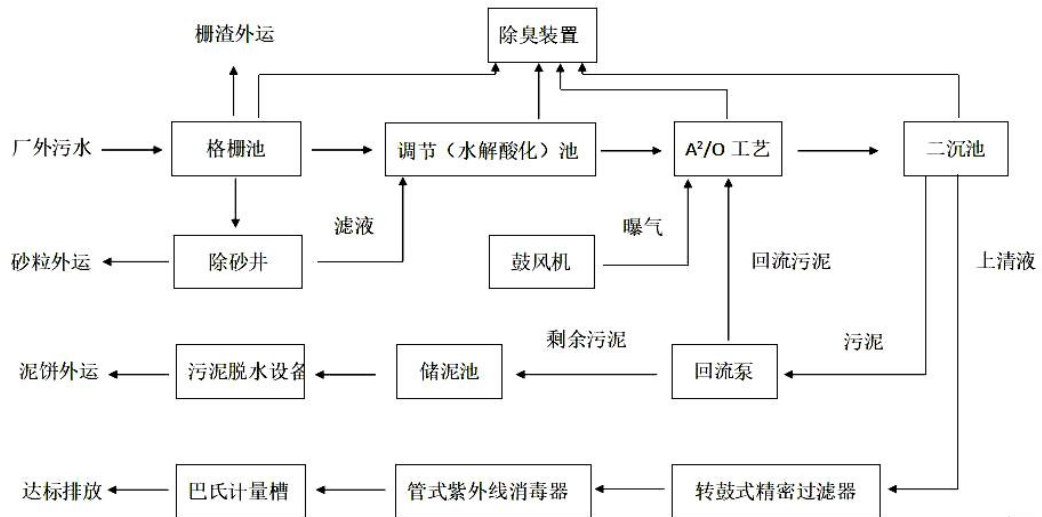 栅渣外运
除臭装置
厂外污水
格栅池
调节（水解酸化）池
A²/O 工艺
二沉池
滤液
曝气
砂粒外运
除砂井
鼓风机
回流污泥
上清液
剩余污泥
污泥
泥饼外运
污泥脱水设备
储泥池
回流泵
达标排放
巴氏计量槽
管式紫外线消毒器
转鼓式精密过滤器